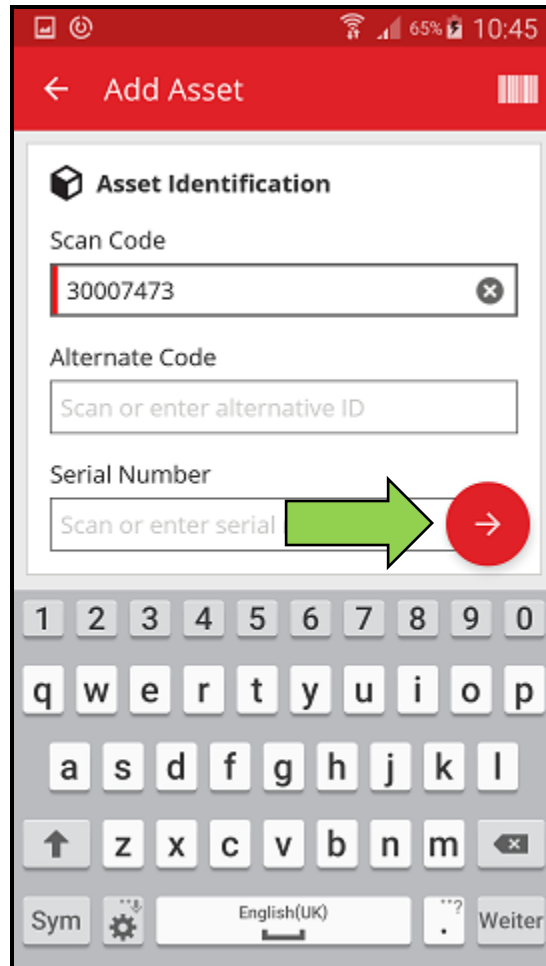 65% 10:45
Add Asset
Asset Identification
Scan Code
30007473
Alternate Code
Scan or enter alternative ID
Serial Number
Scan or enter serial
1 2 3 4 5 6 7 8 9 0
q w e r t y u i o p
a s d f g h j k l
z x c v b n m
Sym English(UK) . ? Weiter